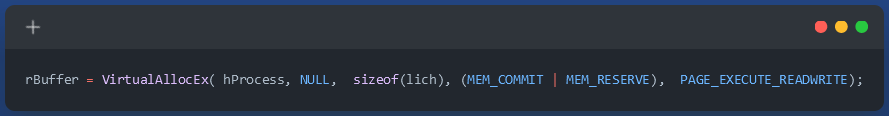 rBuffer = VirtualAllocEx( hProcess, NULL,  sizeof(lich), (MEM_COMMIT | MEM_RESERVE),  PAGE_EXECUTE_READWRITE);